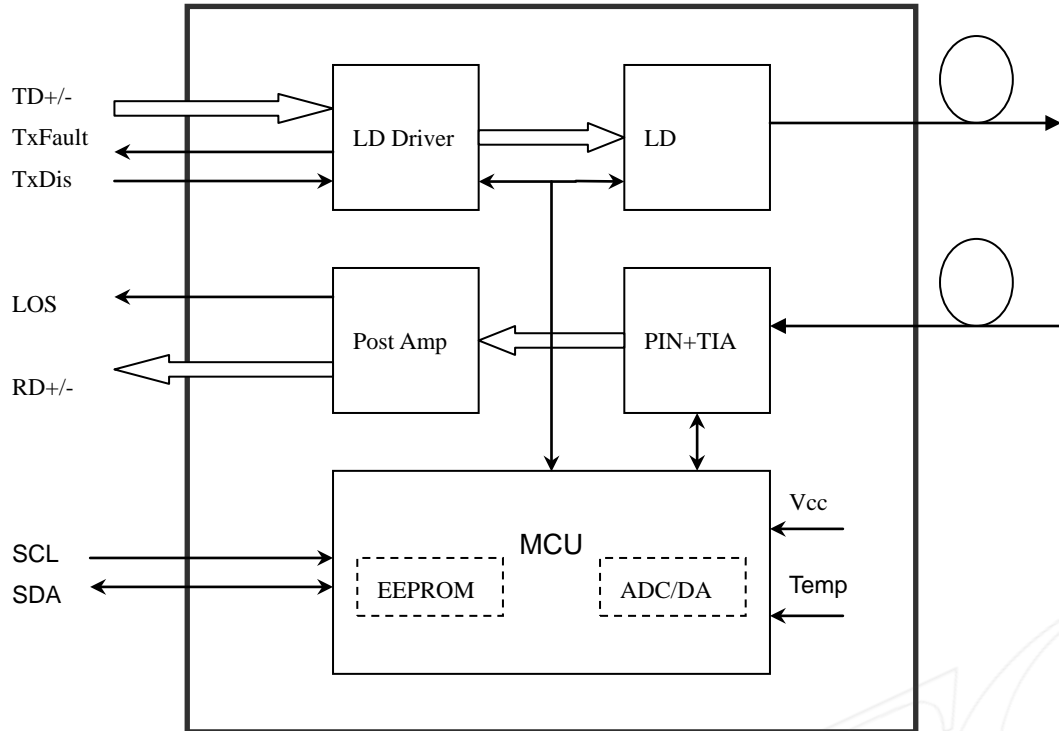 TD+/-
TxFault
TxDis
LD Driver
LD
LOS
RD+/-
Post Amp
PIN+TIA
SCL
SDA
MCU
EEPROM
ADC/DA
Vcc
Temp